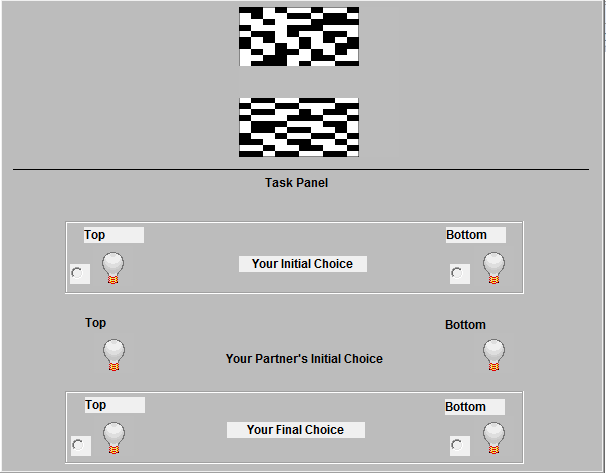 Task Panel
Top
Bottom
Your Initial Choice
Top
Bottom
Your Partner's Initial Choice
Top
Bottom
Your Final Choice